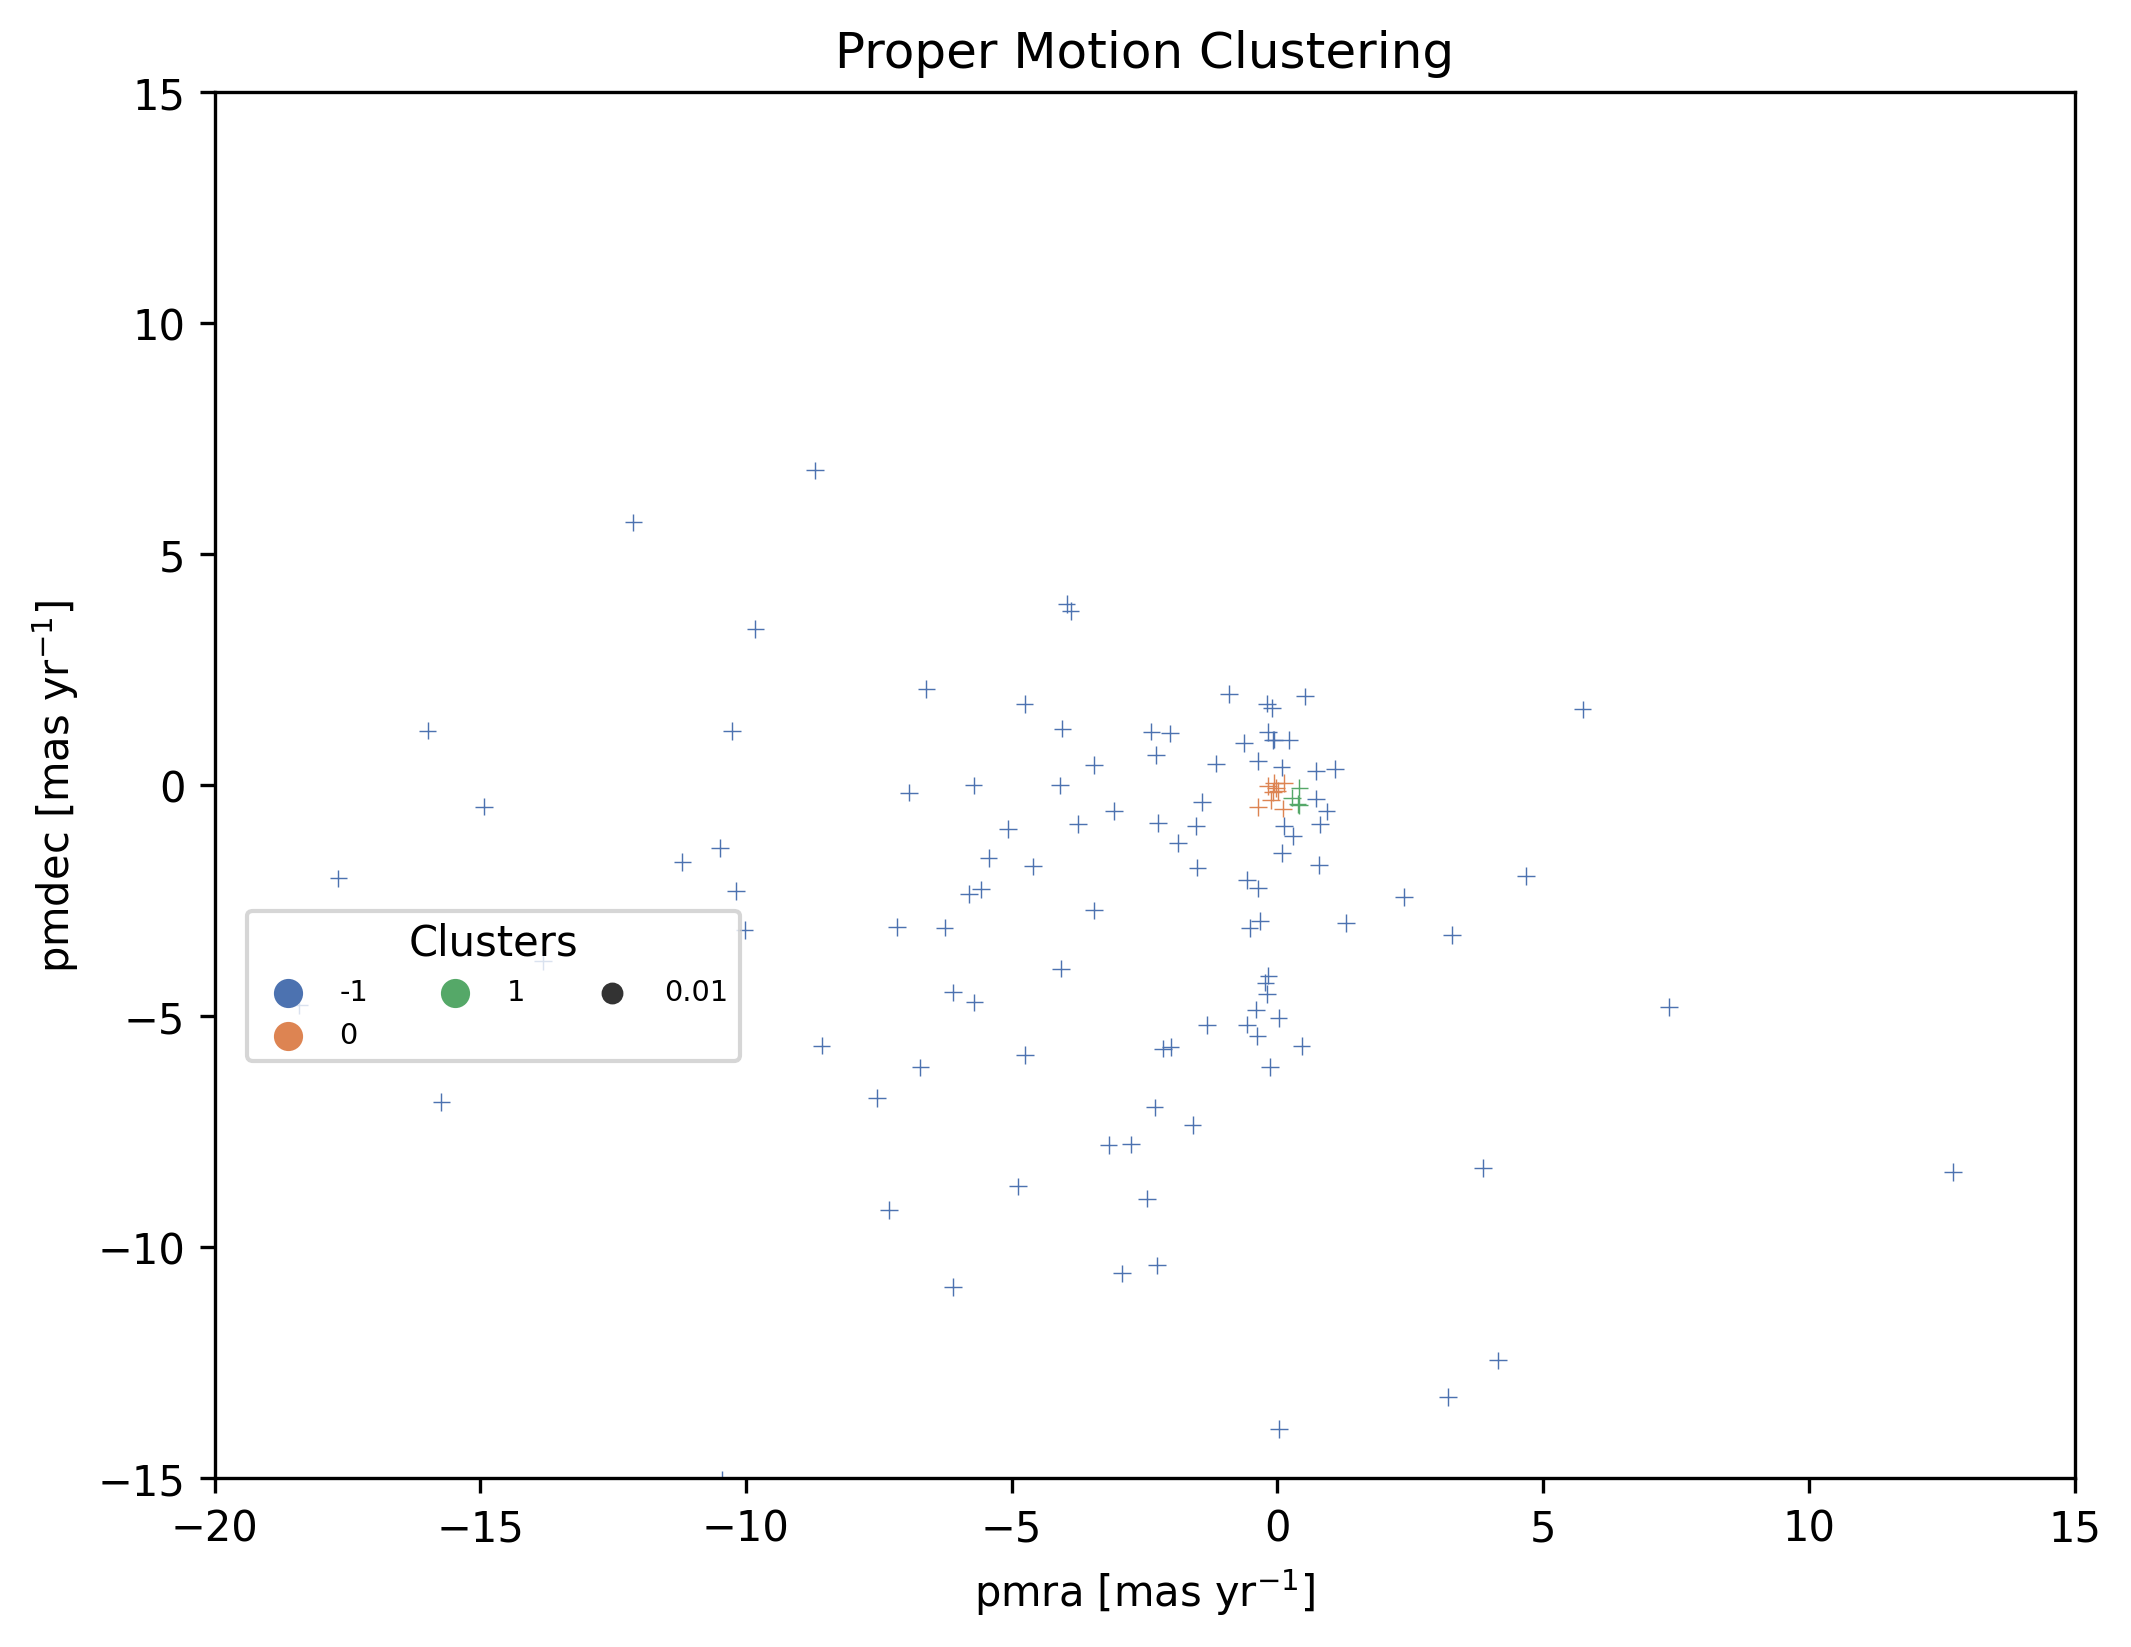 Proper Motion Clustering
15
10
5
0
−5
−10
−15
pmdec [mas yr⁻¹]
Clusters
-1 1 0.01
0
−20 −15 −10 −5 0 5 10 15
pmra [mas yr⁻¹]